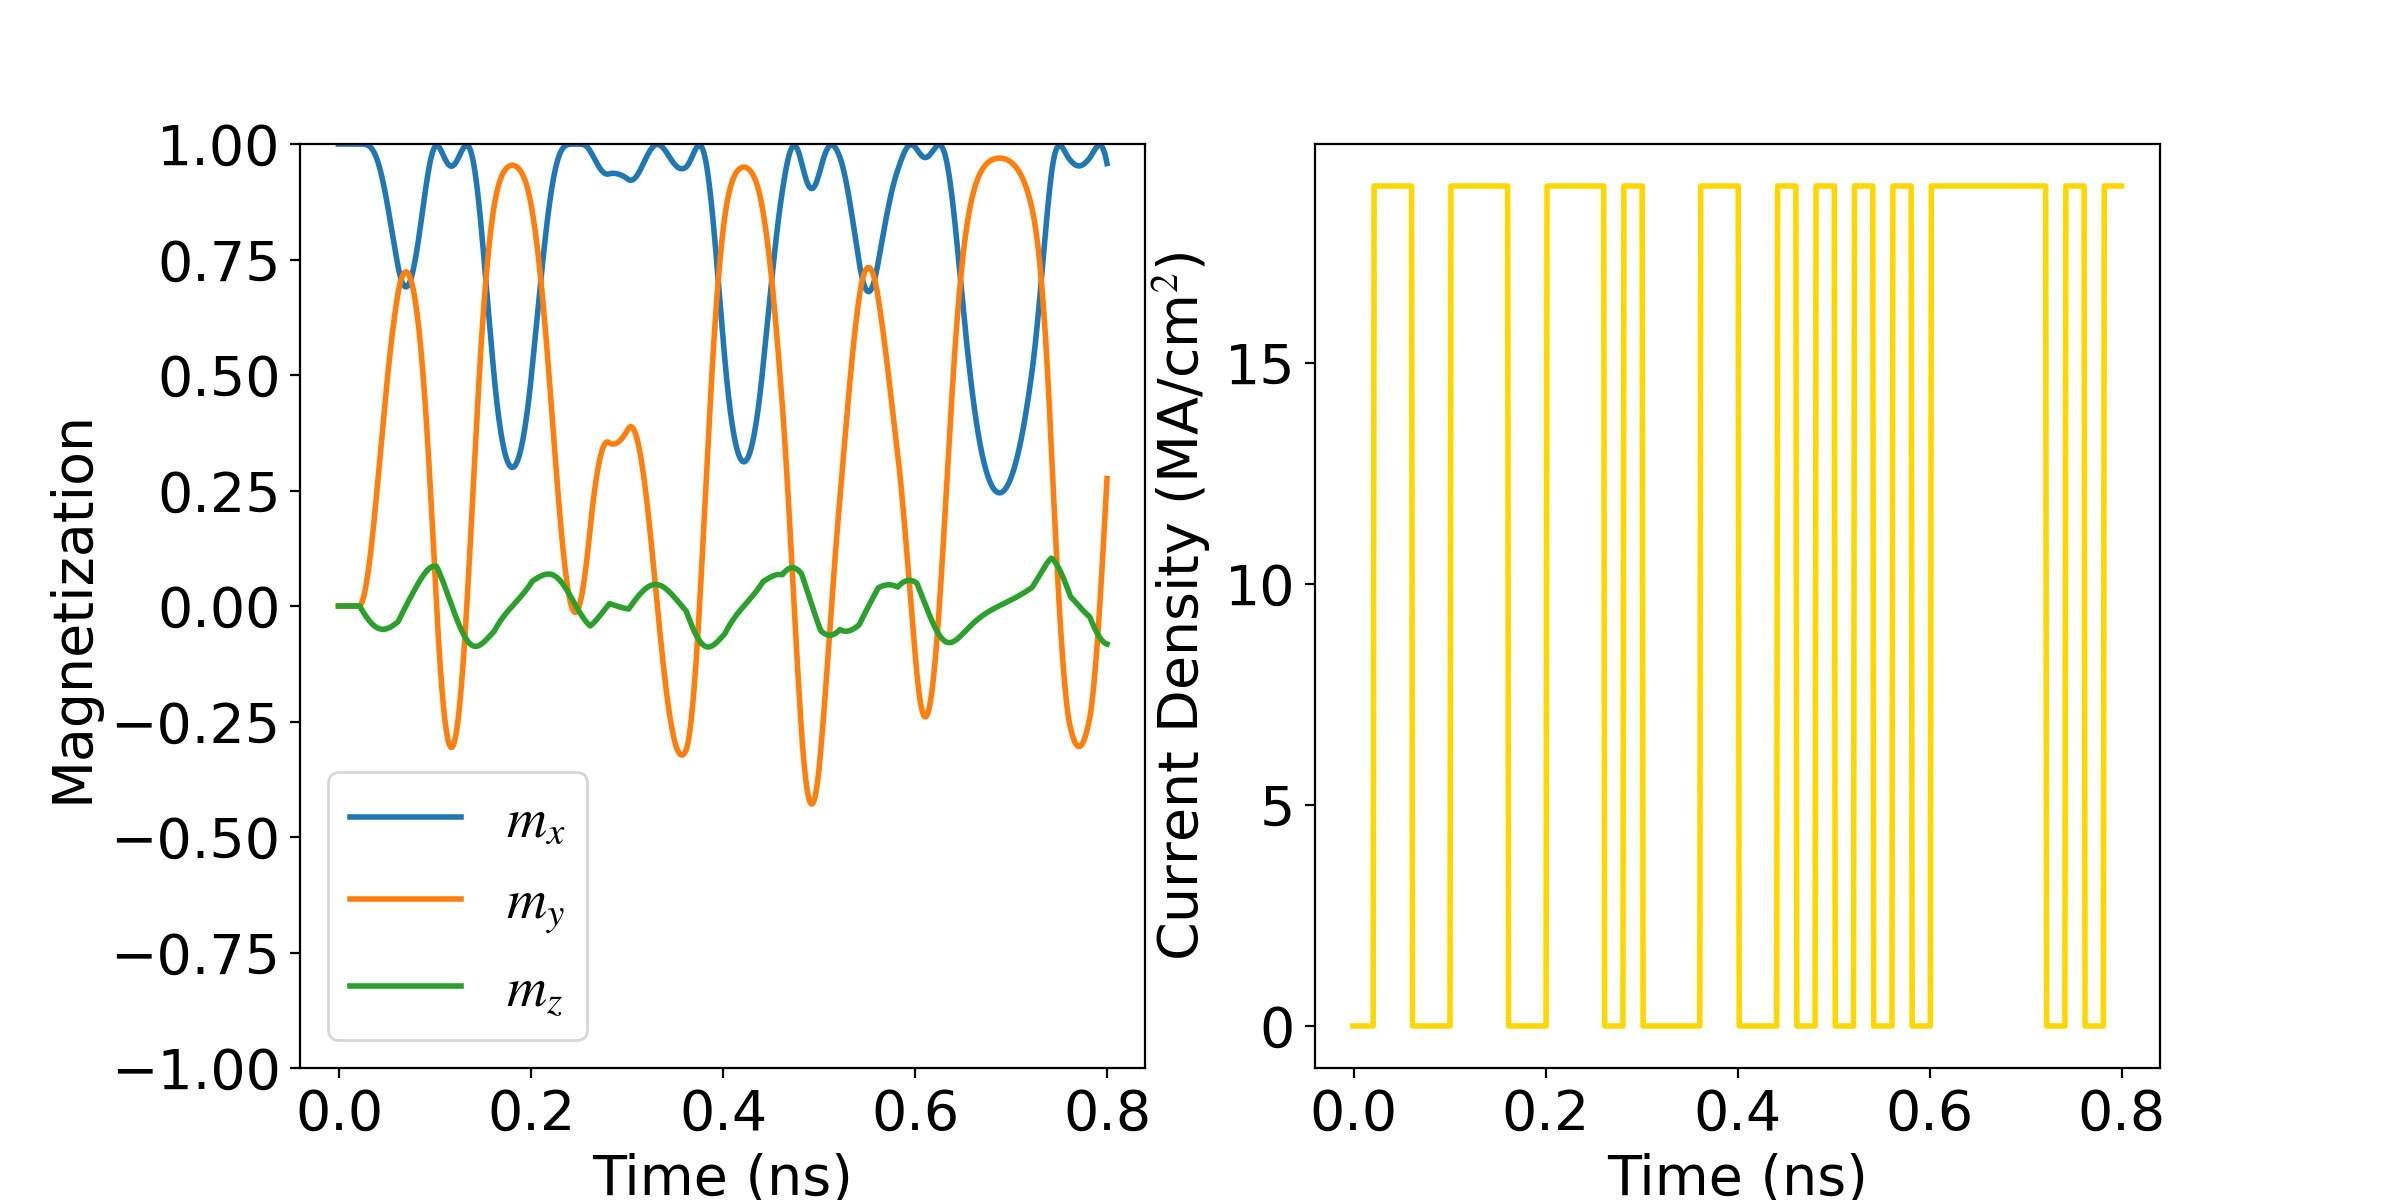 Magnetization
1.00
0.75
0.50
0.25
0.00
−0.25
−0.50
−0.75
−1.00
m_x
m_y
m_z
0.0 0.2 0.4 0.6 0.8
Time (ns)
Current Density (MA/cm²)
15
10
5
0
0.0 0.2 0.4 0.6 0.8
Time (ns)